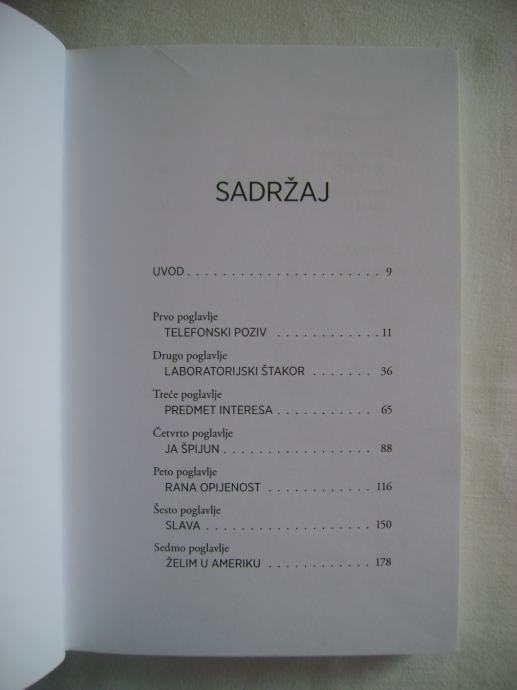 SADRŽAJ
UVOD . . . . . . . . . . . . . . . . . . . . . . 9
Prvo poglavlje
TELEFONSKI POZIV . . . . . . . . . . . . 11
Drugo poglavlje
LABORATORIJSKI ŠTAKOR . . . . . . . 36
Treće poglavlje
PREDMET INTERESA . . . . . . . . . . . 65
Četvrto poglavlje
JA ŠPIJUN . . . . . . . . . . . . . . . . . 88
Peto poglavlje
RANA OPIJENOST . . . . . . . . . . . . 116
Šesto poglavlje
SLAVA . . . . . . . . . . . . . . . . . . . 150
Sedmo poglavlje
ŽELIM U AMERIKU . . . . . . . . . . . . 178